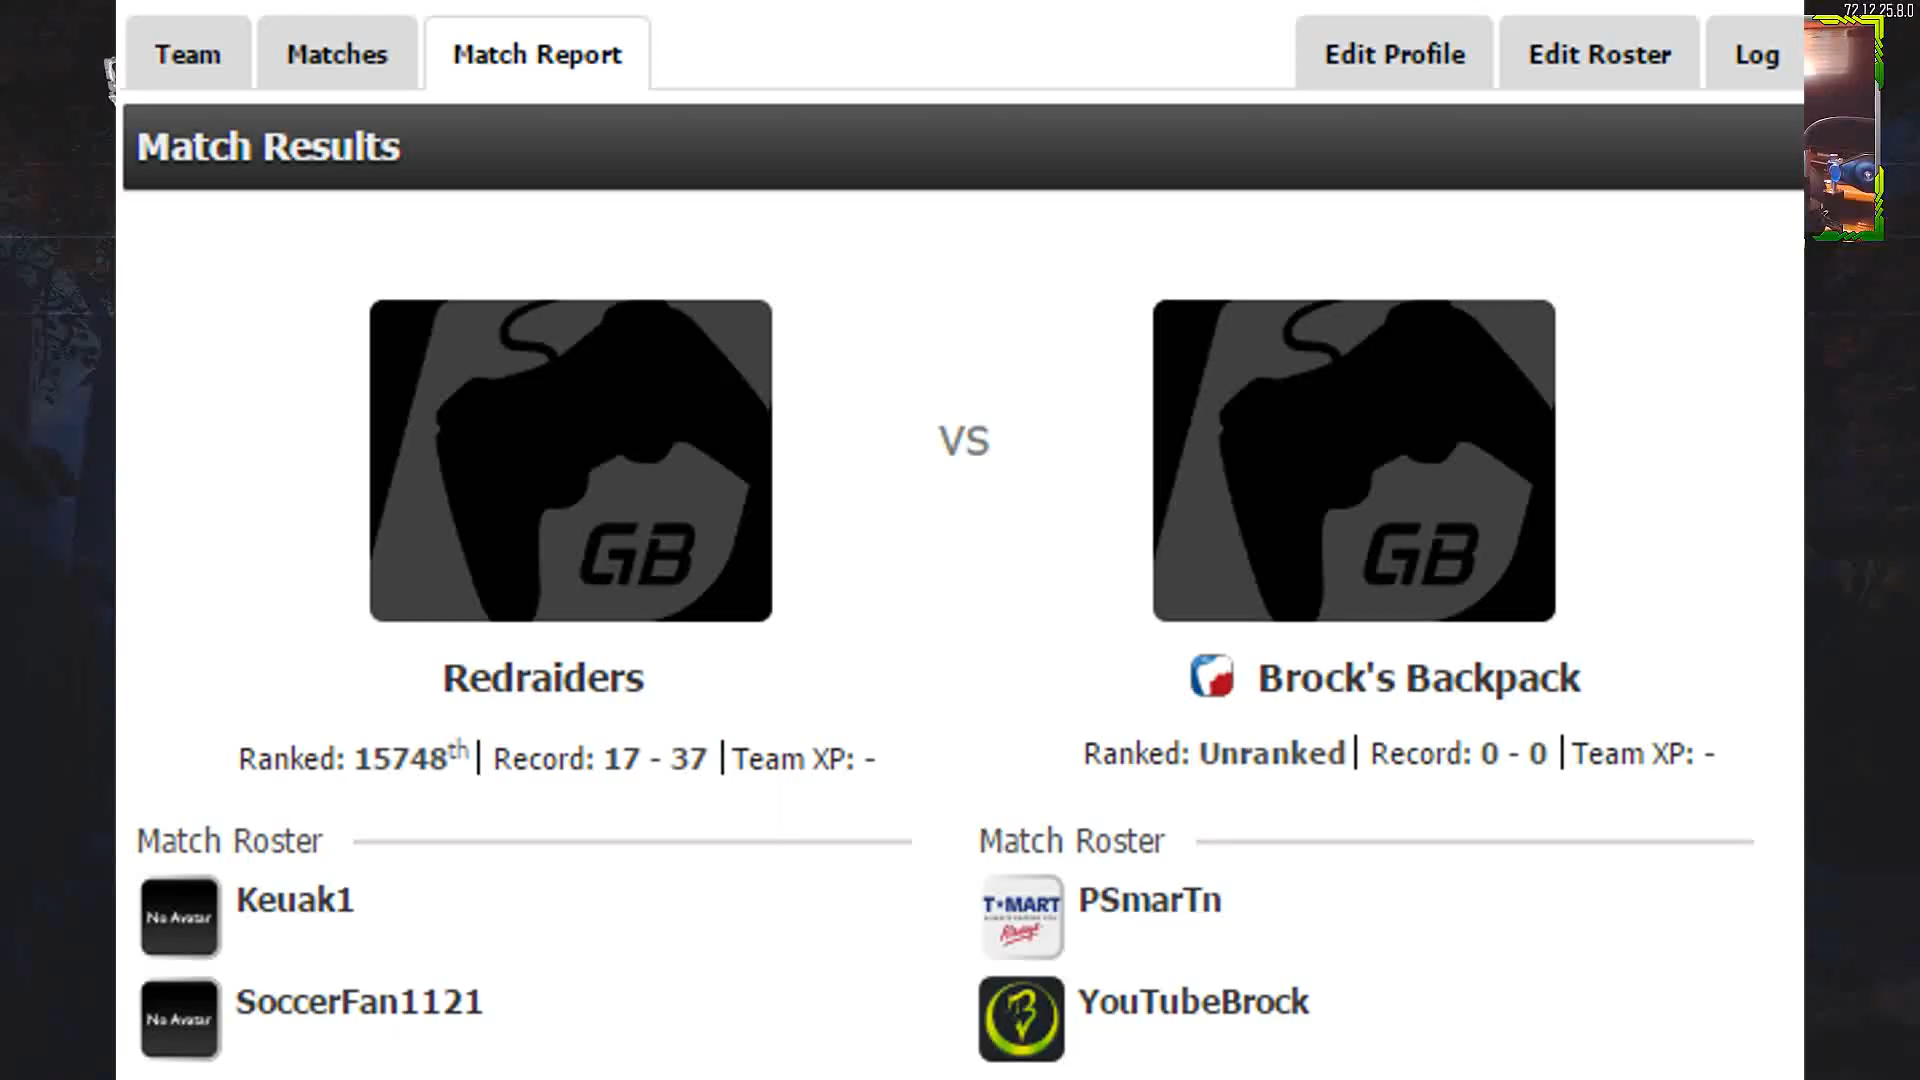 72.12.25.8.0
Team Matches Match Report Edit Profile Edit Roster Log
Match Results
GB
VS
GB
Redraiders
Brock's Backpack
Ranked: 15748th | Record: 17 - 37 | Team XP: -
Ranked: Unranked | Record: 0 - 0 | Team XP: -
Match Roster
No Avatar Keuak1
No Avatar SoccerFan1121
Match Roster
T*MART
Always
PSmarTn
YouTubeBrock